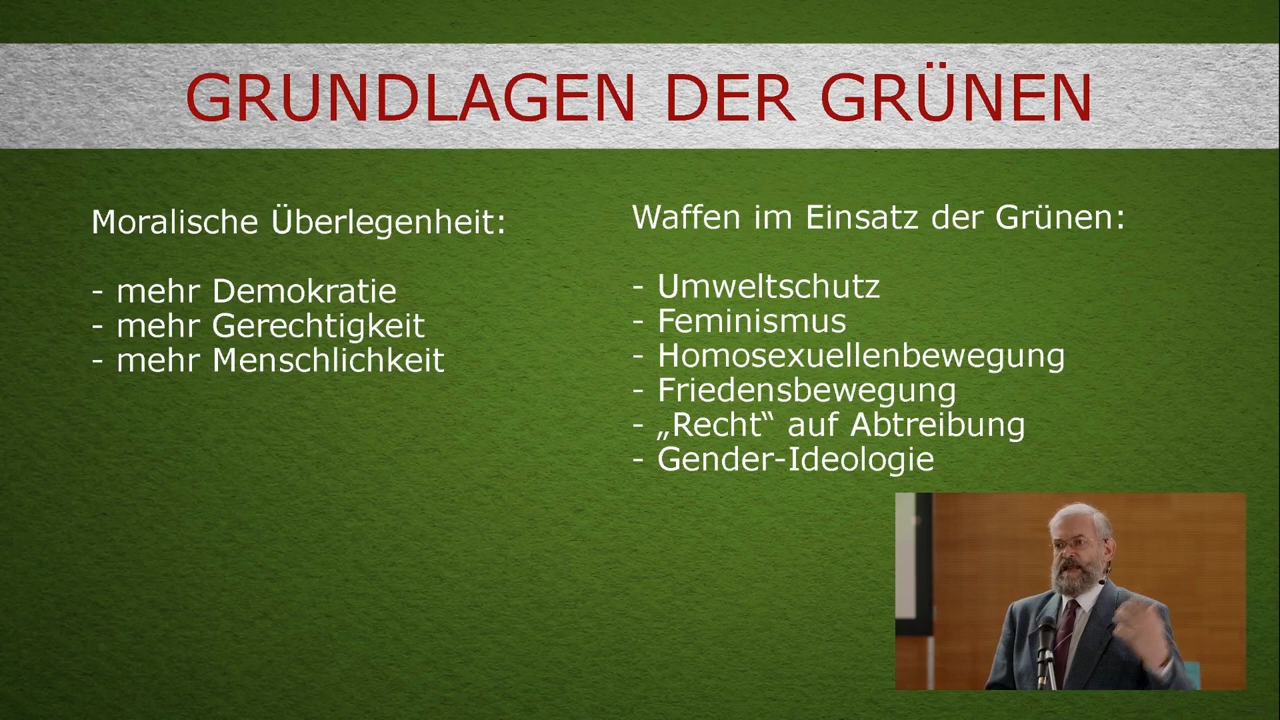 GRUNDLAGEN DER GRÜNEN
Moralische Überlegenheit:
- mehr Demokratie
- mehr Gerechtigkeit
- mehr Menschlichkeit
Waffen im Einsatz der Grünen:
- Umweltschutz
- Feminismus
- Homosexuellenbewegung
- Friedensbewegung
- „Recht“ auf Abtreibung
- Gender-Ideologie